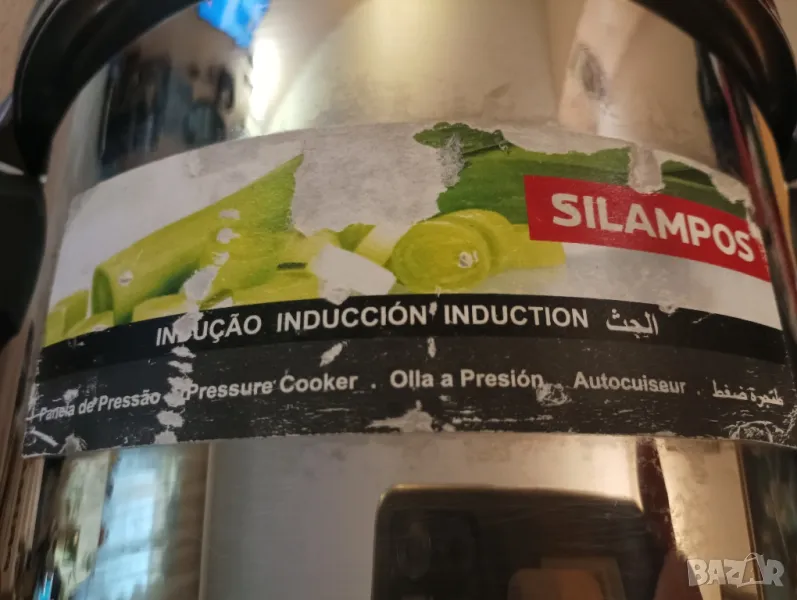 SILAMPOS
INDUÇÃO INDUCCIÓN INDUCTION الحث
Panela de Pressão . Pressure Cooker . Olla a Presión . Autocuiseur . طنجرة ضغط
BAZAR